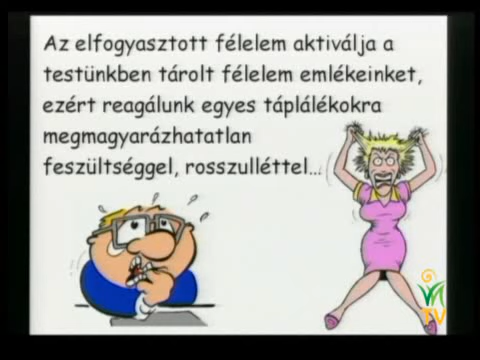 Az elfogyasztott félelem aktiválja a
testünkben tárolt félelem emlékeinket,
ezért reagálunk egyes táplálékokra
megmagyarázhatatlan
feszültséggel, rosszulléttel...
TV